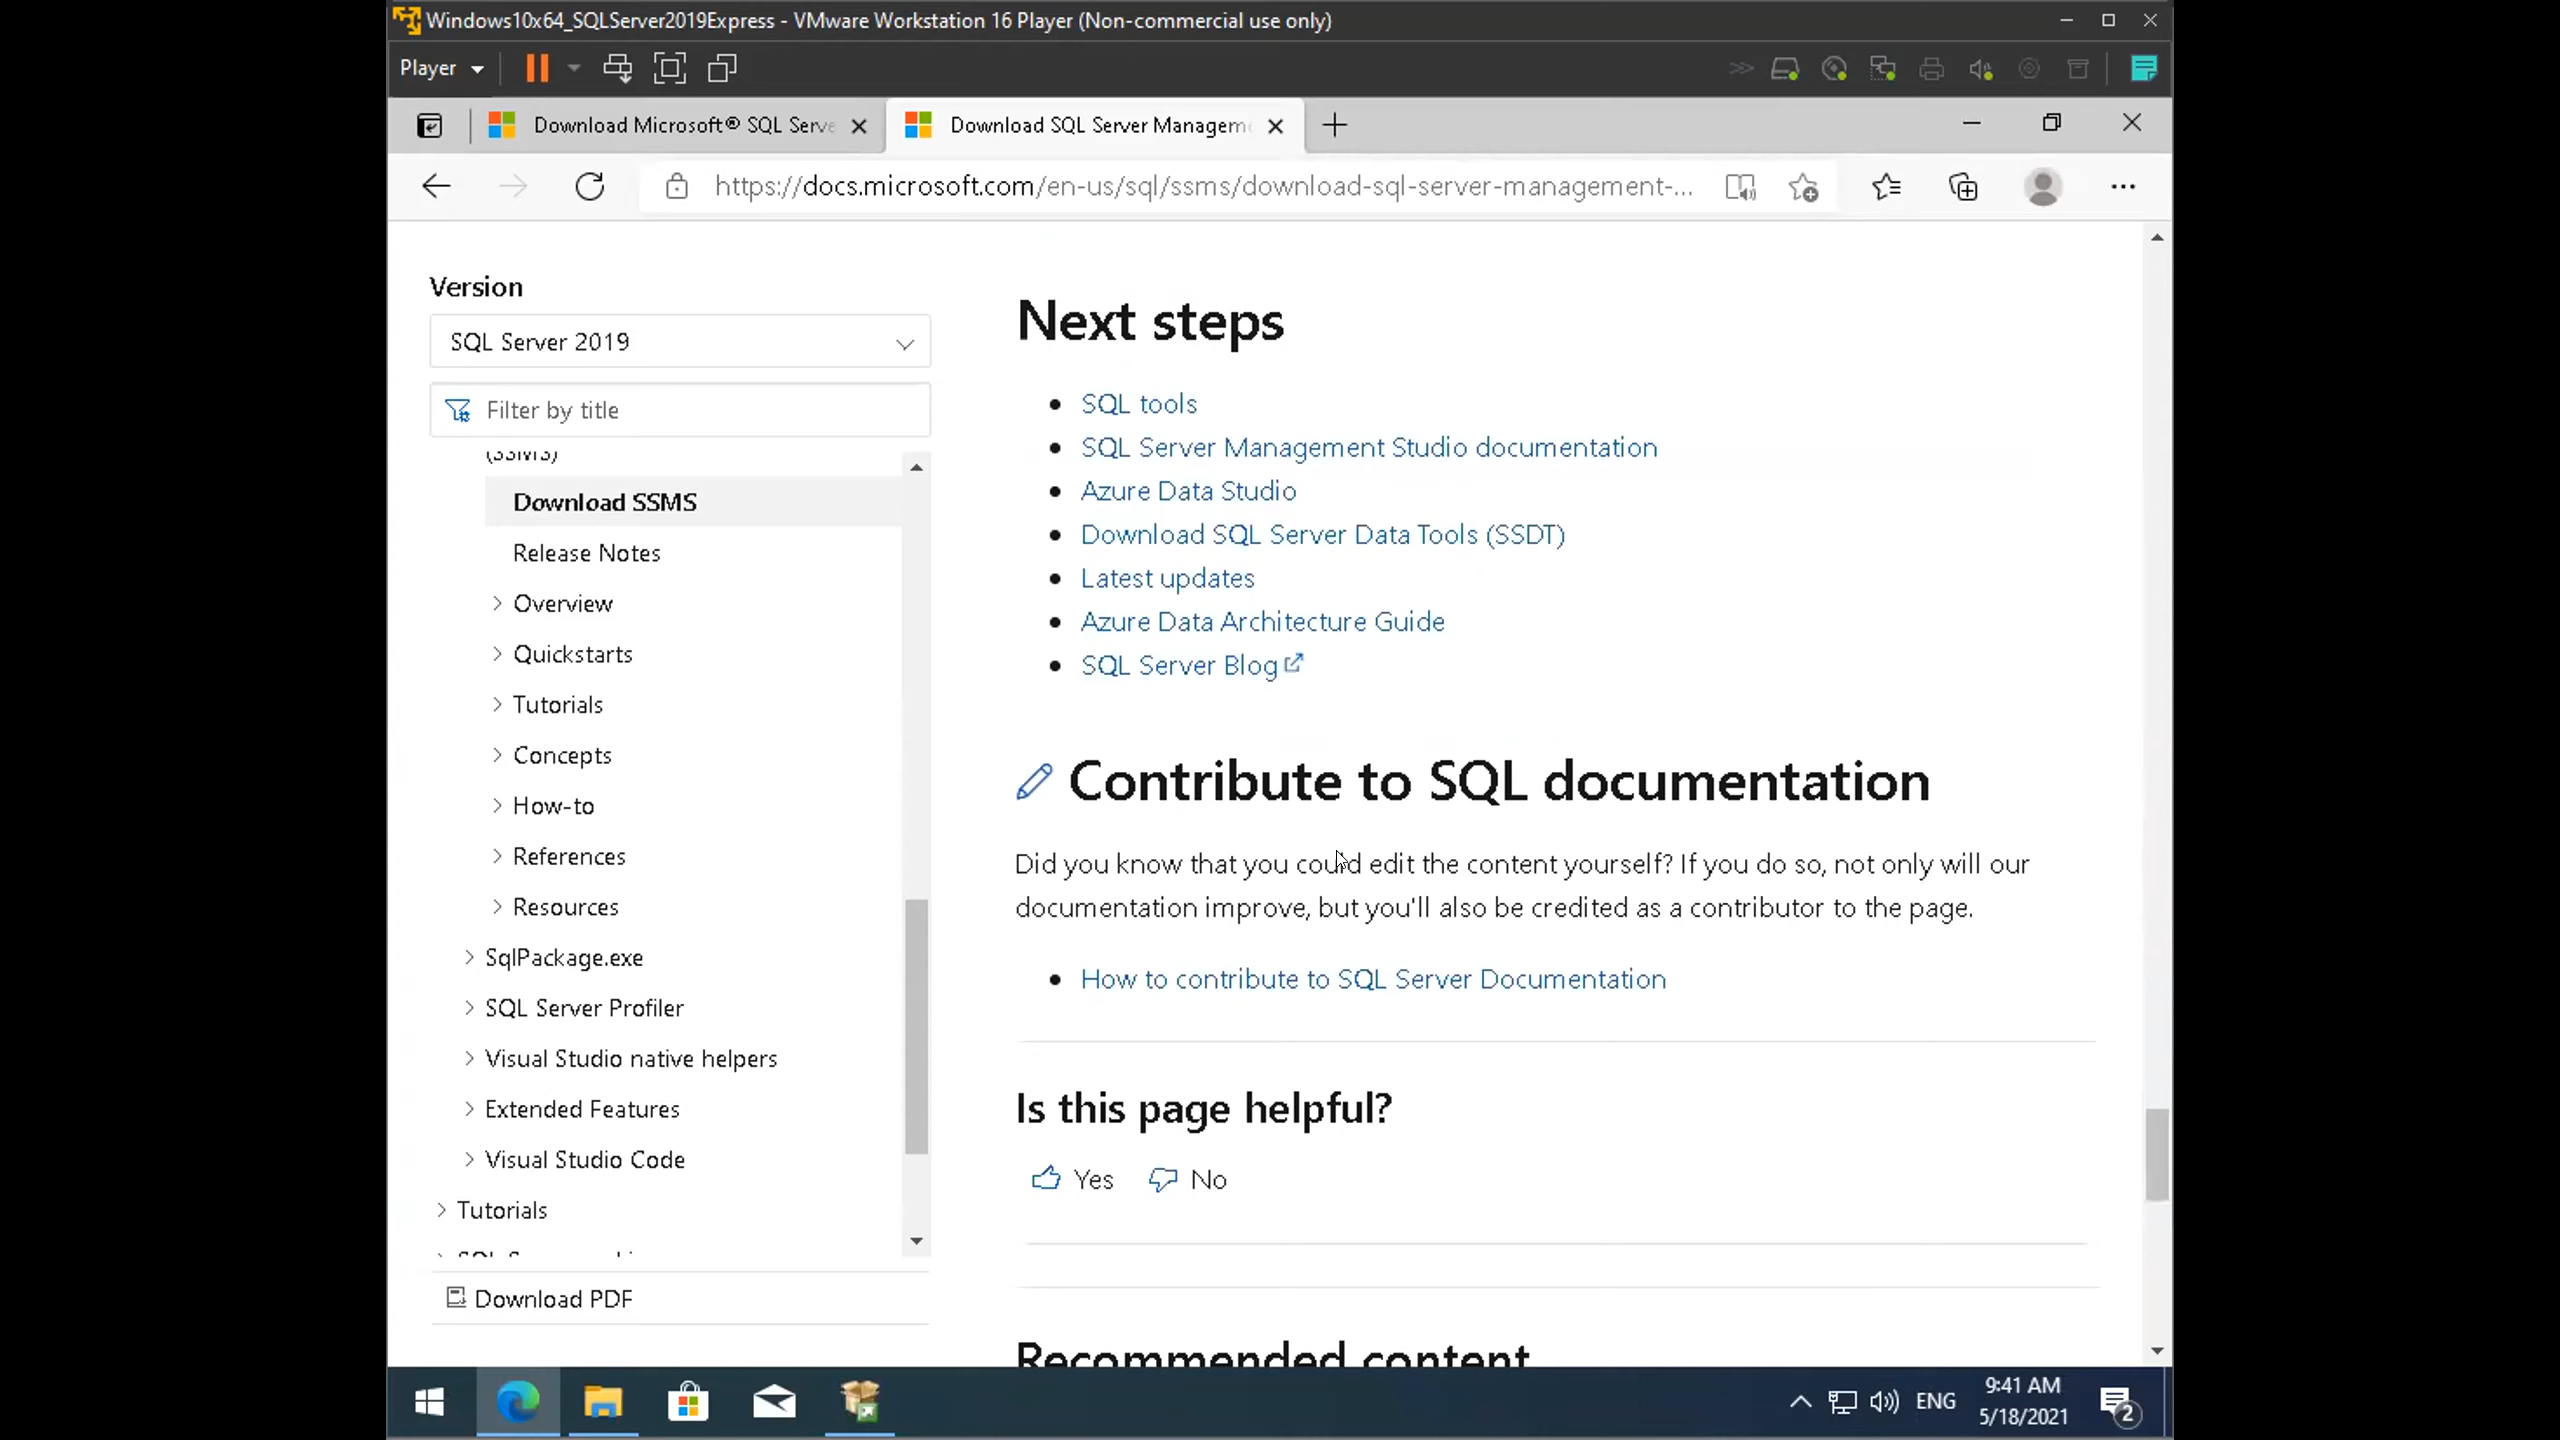 Windows10x64_SQLServer2019Express - VMware Workstation 16 Player (Non-commercial use only)
Player
Download Microsoft® SQL Serve
Download SQL Server Managem
https://docs.microsoft.com/en-us/sql/ssms/download-sql-server-management-...
Version
SQL Server 2019
Filter by title
(SSMS)
Download SSMS
Release Notes
Overview
Quickstarts
Tutorials
Concepts
How-to
References
Resources
SqlPackage.exe
SQL Server Profiler
Visual Studio native helpers
Extended Features
Visual Studio Code
Tutorials
Download PDF
Next steps
SQL tools
SQL Server Management Studio documentation
Azure Data Studio
Download SQL Server Data Tools (SSDT)
Latest updates
Azure Data Architecture Guide
SQL Server Blog
Contribute to SQL documentation
Did you know that you could edit the content yourself? If you do so, not only will our
documentation improve, but you'll also be credited as a contributor to the page.
How to contribute to SQL Server Documentation
Is this page helpful?
Yes No
Recommended content
ENG
9:41 AM
5/18/2021
2